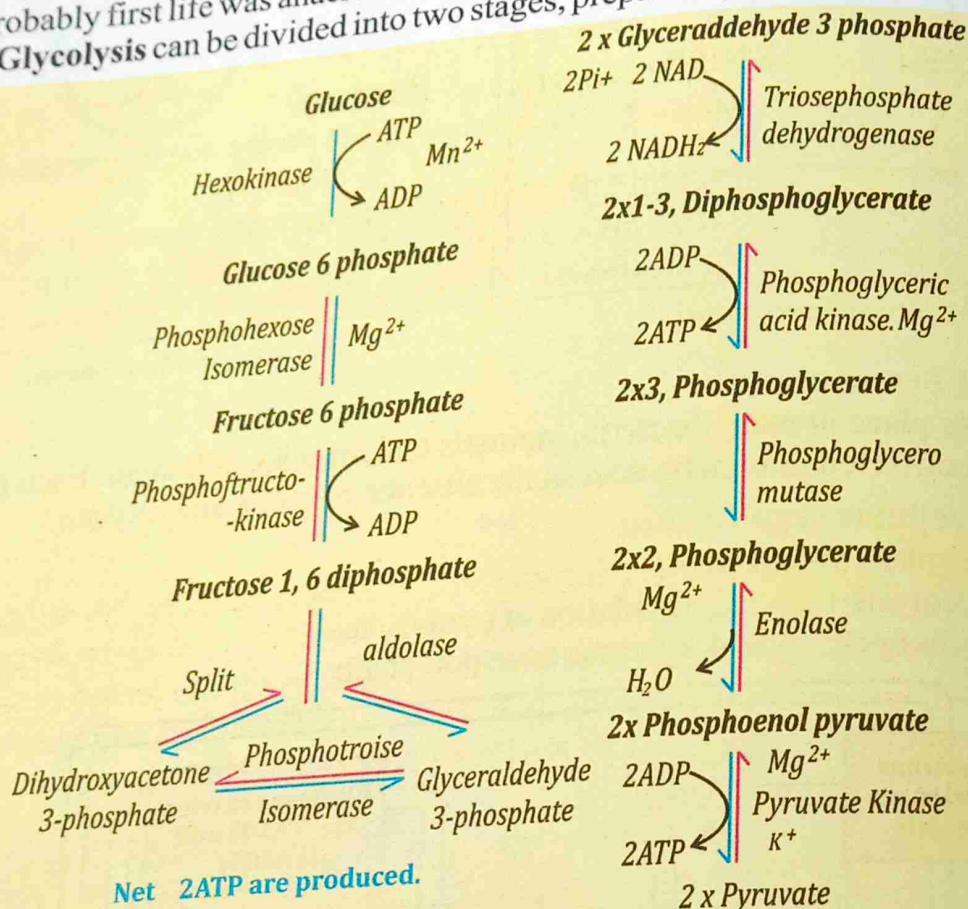 robably first life was
Glycolysis can be divided into two stages,
Glucose
ATP
Mn²⁺
Hexokinase
ADP
Glucose 6 phosphate
Phosphohexose
Isomerase
Mg²⁺
Fructose 6 phosphate
ATP
Phosphoftructo-
-kinase
ADP
Fructose 1, 6 diphosphate
aldolase
Split
Phosphotroise
Isomerase
Dihydroxyacetone
3-phosphate
Glyceraldehyde
3-phosphate
Net 2ATP are produced.
2 x Glyceraddehyde 3 phosphate
2Pi+ 2 NAD
Triosephosphate
dehydrogenase
2 NADH₂
2x1-3, Diphosphoglycerate
2ADP
Phosphoglyceric
acid kinase. Mg²⁺
2ATP
2x3, Phosphoglycerate
Phosphoglycero
mutase
2x2, Phosphoglycerate
Mg²⁺
Enolase
H₂O
2x Phosphoenol pyruvate
2ADP
Mg²⁺
Pyruvate Kinase
K⁺
2ATP
2 x Pyruvate